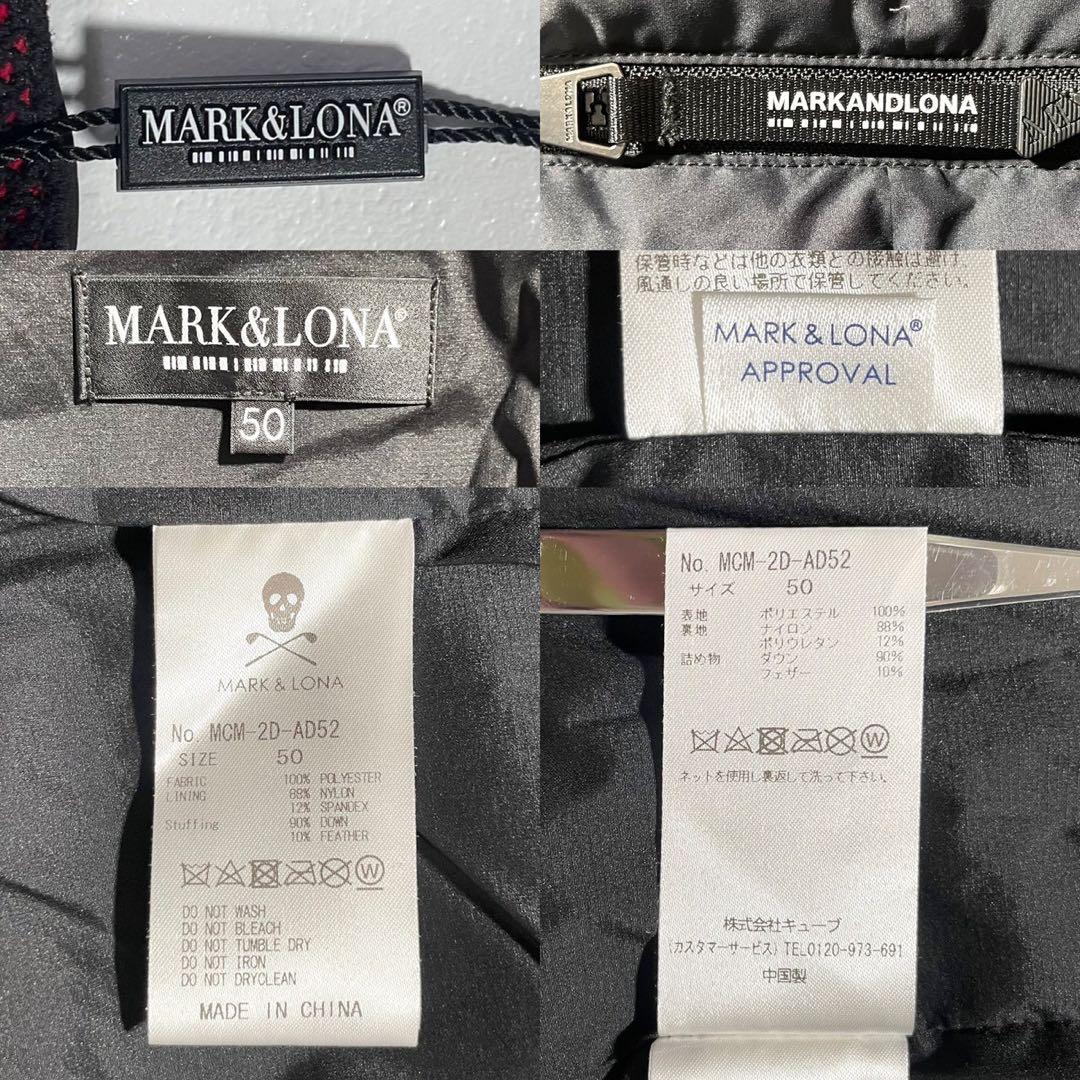 MARK&LONA®
MARKANDLONA
MARK&LONA®
50
保管時などは他の衣類との接触は避け
風通しの良い場所で保管してください。
MARK & LONA®
APPROVAL
MARK & LONA
No. MCM-2D-AD52
SIZE 50
FABRIC 100% POLYESTER
LINING 88% NYLON
12% SPANDEX
Stuffing 90% DOWN
10% FEATHER
W
DO NOT WASH
DO NOT BLEACH
DO NOT TUMBLE DRY
DO NOT IRON
DO NOT DRYCLEAN
MADE IN CHINA
No. MCM-2D-AD52
サイズ 50
表地 ポリエステル 100%
裏地 ナイロン 88%
ポリウレタン 12%
詰め物 ダウン 90%
フェザー 10%
W
ネットを使用し裏返して洗って下さい。
株式会社キューブ
(カスタマーサービス) TEL0120-973-691
中国製